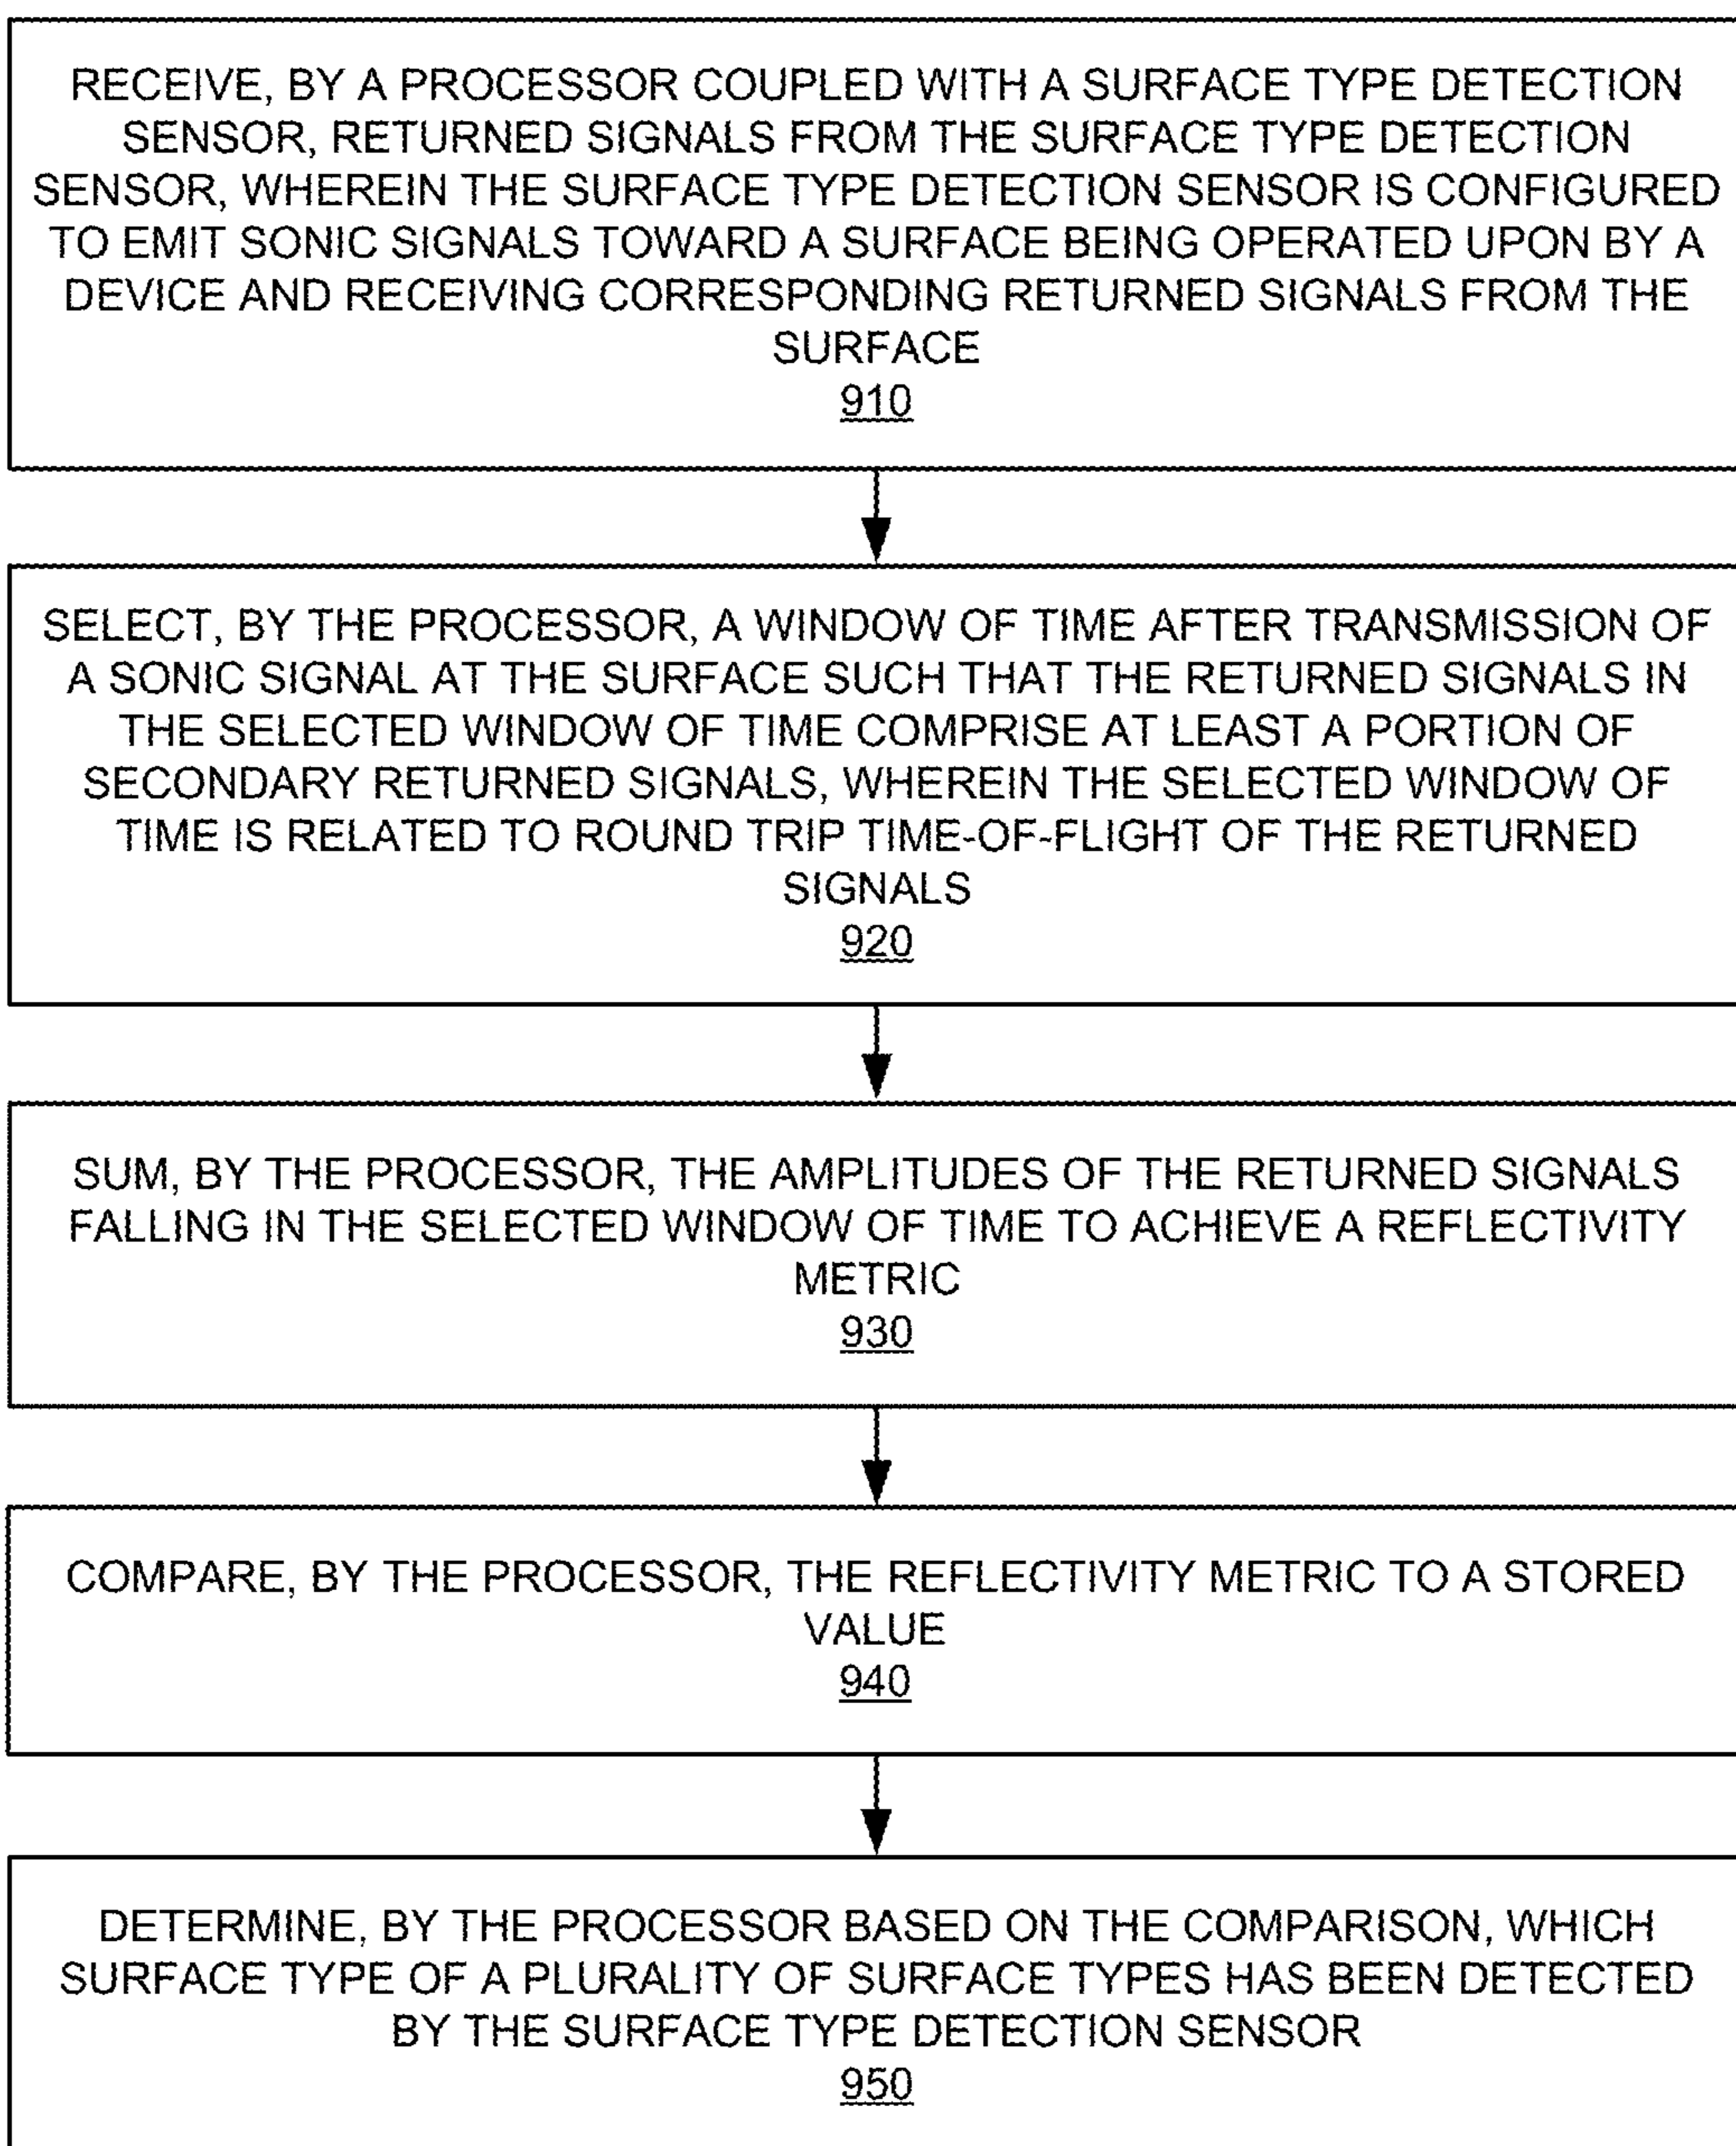 RECEIVE, BY A PROCESSOR COUPLED WITH A SURFACE TYPE DETECTION
SENSOR, RETURNED SIGNALS FROM THE SURFACE TYPE DETECTION
SENSOR, WHEREIN THE SURFACE TYPE DETECTION SENSOR IS CONFIGURED
TO EMIT SONIC SIGNALS TOWARD A SURFACE BEING OPERATED UPON BY A
DEVICE AND RECEIVING CORRESPONDING RETURNED SIGNALS FROM THE
SURFACE
910
SELECT, BY THE PROCESSOR, A WINDOW OF TIME AFTER TRANSMISSION OF
A SONIC SIGNAL AT THE SURFACE SUCH THAT THE RETURNED SIGNALS IN
THE SELECTED WINDOW OF TIME COMPRISE AT LEAST A PORTION OF
SECONDARY RETURNED SIGNALS, WHEREIN THE SELECTED WINDOW OF
TIME IS RELATED TO ROUND TRIP TIME-OF-FLIGHT OF THE RETURNED
SIGNALS
920
SUM, BY THE PROCESSOR, THE AMPLITUDES OF THE RETURNED SIGNALS
FALLING IN THE SELECTED WINDOW OF TIME TO ACHIEVE A REFLECTIVITY
METRIC
930
COMPARE, BY THE PROCESSOR, THE REFLECTIVITY METRIC TO A STORED
VALUE
940
DETERMINE, BY THE PROCESSOR BASED ON THE COMPARISON, WHICH
SURFACE TYPE OF A PLURALITY OF SURFACE TYPES HAS BEEN DETECTED
BY THE SURFACE TYPE DETECTION SENSOR
950